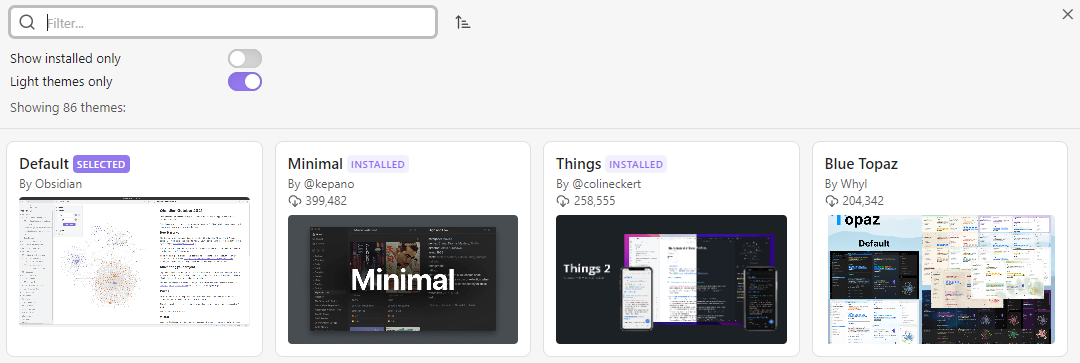 Filter...
Show installed only
Light themes only
Showing 86 themes:
Default SELECTED
By Obsidian
Minimal INSTALLED
By @kepano
399,482
Minimal
Things INSTALLED
By @colineckert
258,555
Things 2
Blue Topaz
By Whyl
204,342
Topaz
Default